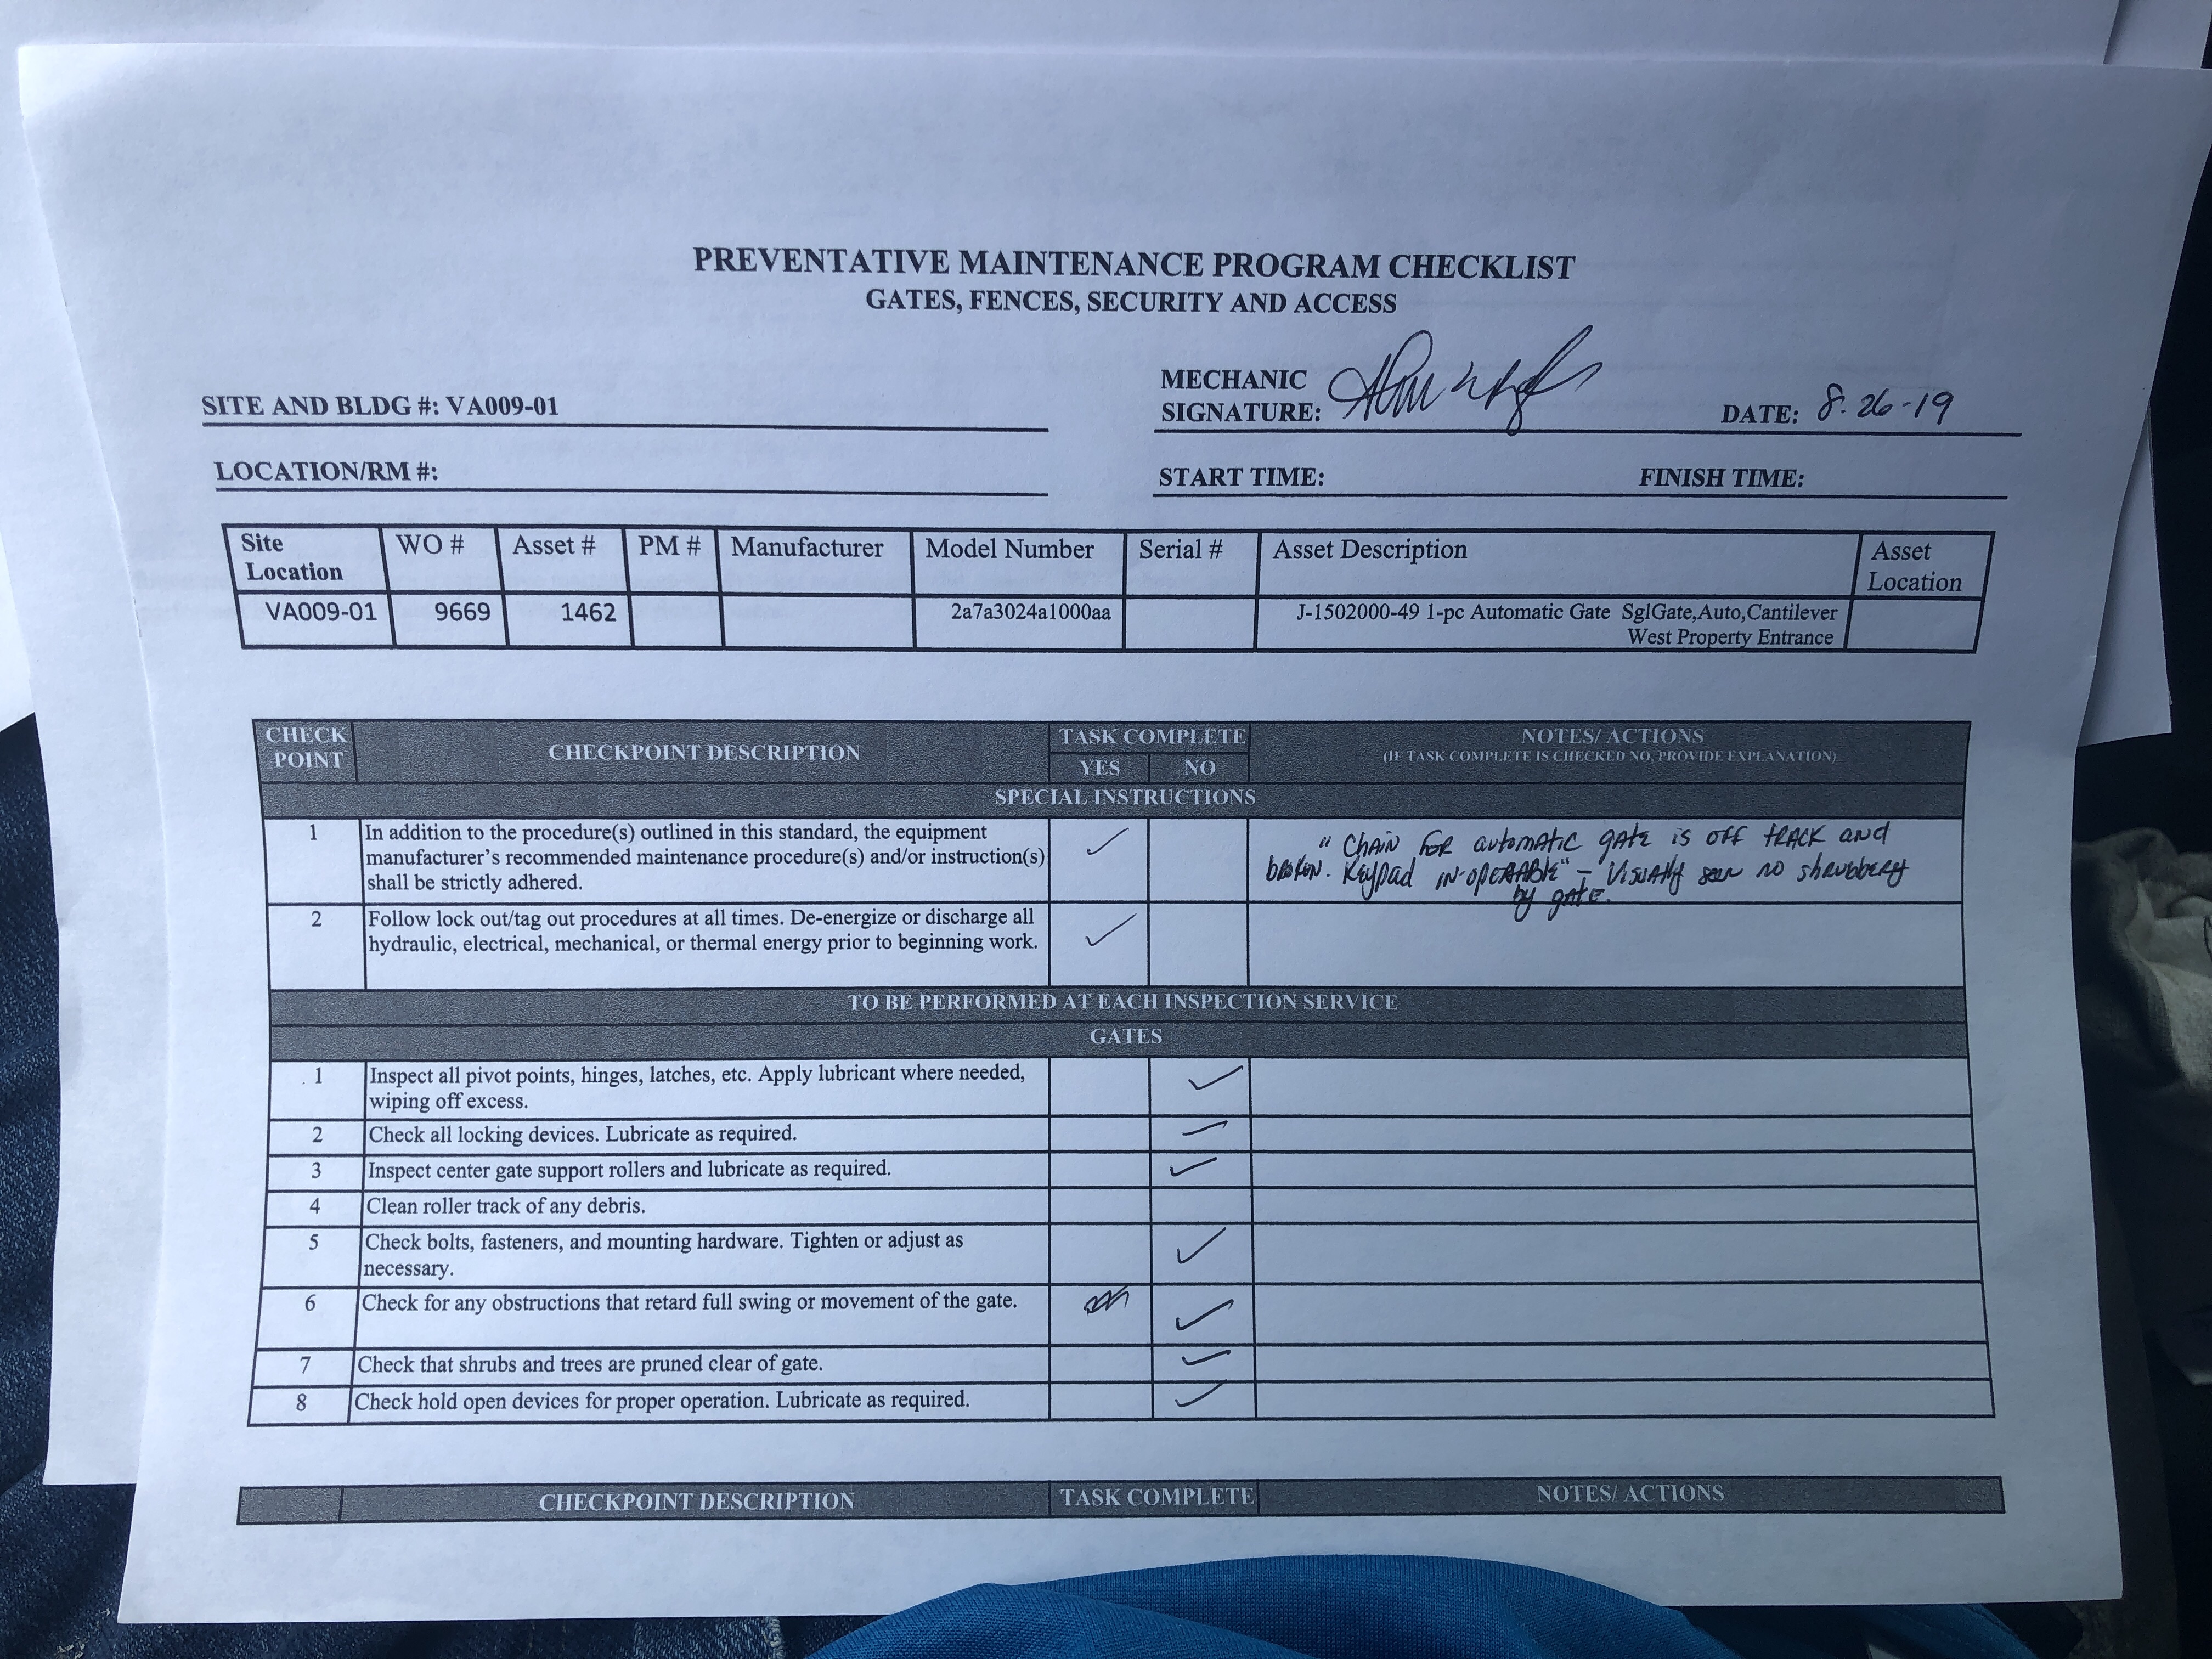 PREVENTATIVE MAINTENANCE PROGRAM CHECKLIST
GATES, FENCES, SECURITY AND ACCESS
SITE AND BLDG #: VA009-01
MECHANIC
SIGNATURE:
DATE: 8-26-19
LOCATION/RM #:
START TIME:
FINISH TIME:
Site Location WO # Asset # PM # Manufacturer Model Number Serial # Asset Description Asset Location
VA009-01 9669 1462 2a7a3024a1000aa J-1502000-49 1-pc Automatic Gate SglGate,Auto,Cantilever
West Property Entrance
CHECK POINT CHECKPOINT DESCRIPTION TASK COMPLETE NOTES/ ACTIONS
YES NO (IF TASK COMPLETE IS CHECKED NO, PROVIDE EXPLANATION)
SPECIAL INSTRUCTIONS
1 In addition to the procedure(s) outlined in this standard, the equipment
manufacturer's recommended maintenance procedure(s) and/or instruction(s)
shall be strictly adhered.
" Chain for automatic gate is off track and
broken. Keypad in-operable" – Visually seen no shrubbery
by gate.
2 Follow lock out/tag out procedures at all times. De-energize or discharge all
hydraulic, electrical, mechanical, or thermal energy prior to beginning work.
TO BE PERFORMED AT EACH INSPECTION SERVICE
GATES
1 Inspect all pivot points, hinges, latches, etc. Apply lubricant where needed,
wiping off excess.
2 Check all locking devices. Lubricate as required.
3 Inspect center gate support rollers and lubricate as required.
4 Clean roller track of any debris.
5 Check bolts, fasteners, and mounting hardware. Tighten or adjust as
necessary.
6 Check for any obstructions that retard full swing or movement of the gate.
7 Check that shrubs and trees are pruned clear of gate.
8 Check hold open devices for proper operation. Lubricate as required.
CHECKPOINT DESCRIPTION TASK COMPLETE NOTES/ ACTIONS